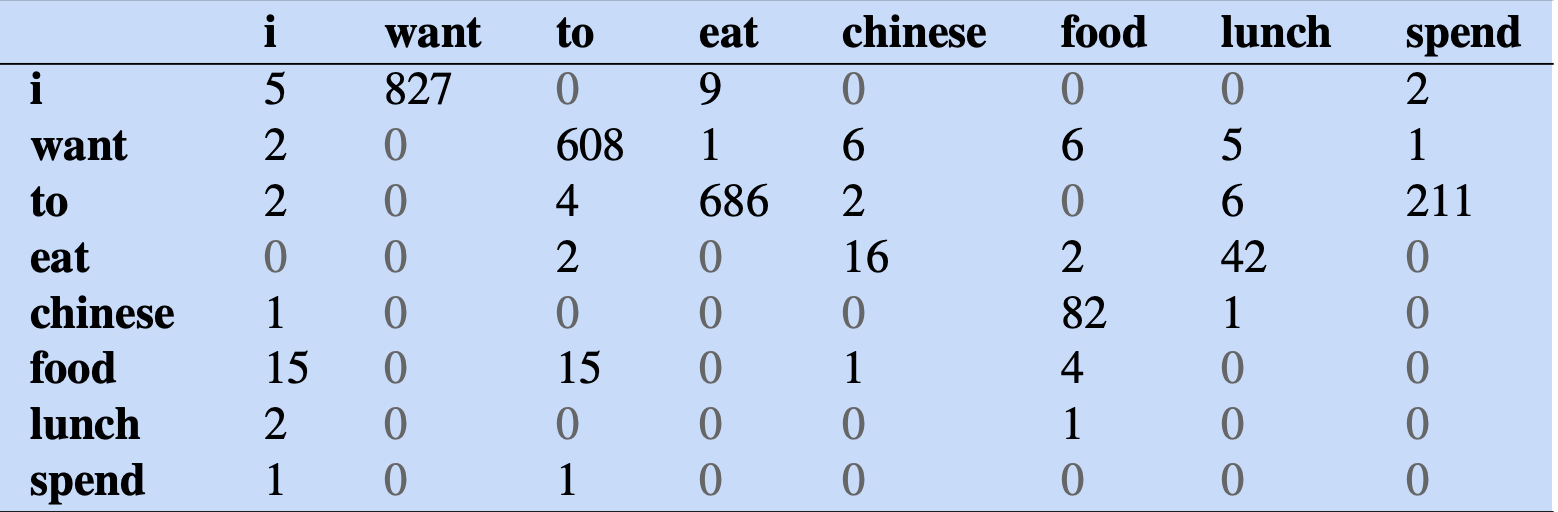 i want to eat chinese food lunch spend
i 5 827 0 9 0 0 0 2
want 2 0 608 1 6 6 5 1
to 2 0 4 686 2 0 6 211
eat 0 0 2 0 16 2 42 0
chinese 1 0 0 0 0 82 1 0
food 15 0 15 0 1 4 0 0
lunch 2 0 0 0 0 1 0 0
spend 1 0 1 0 0 0 0 0